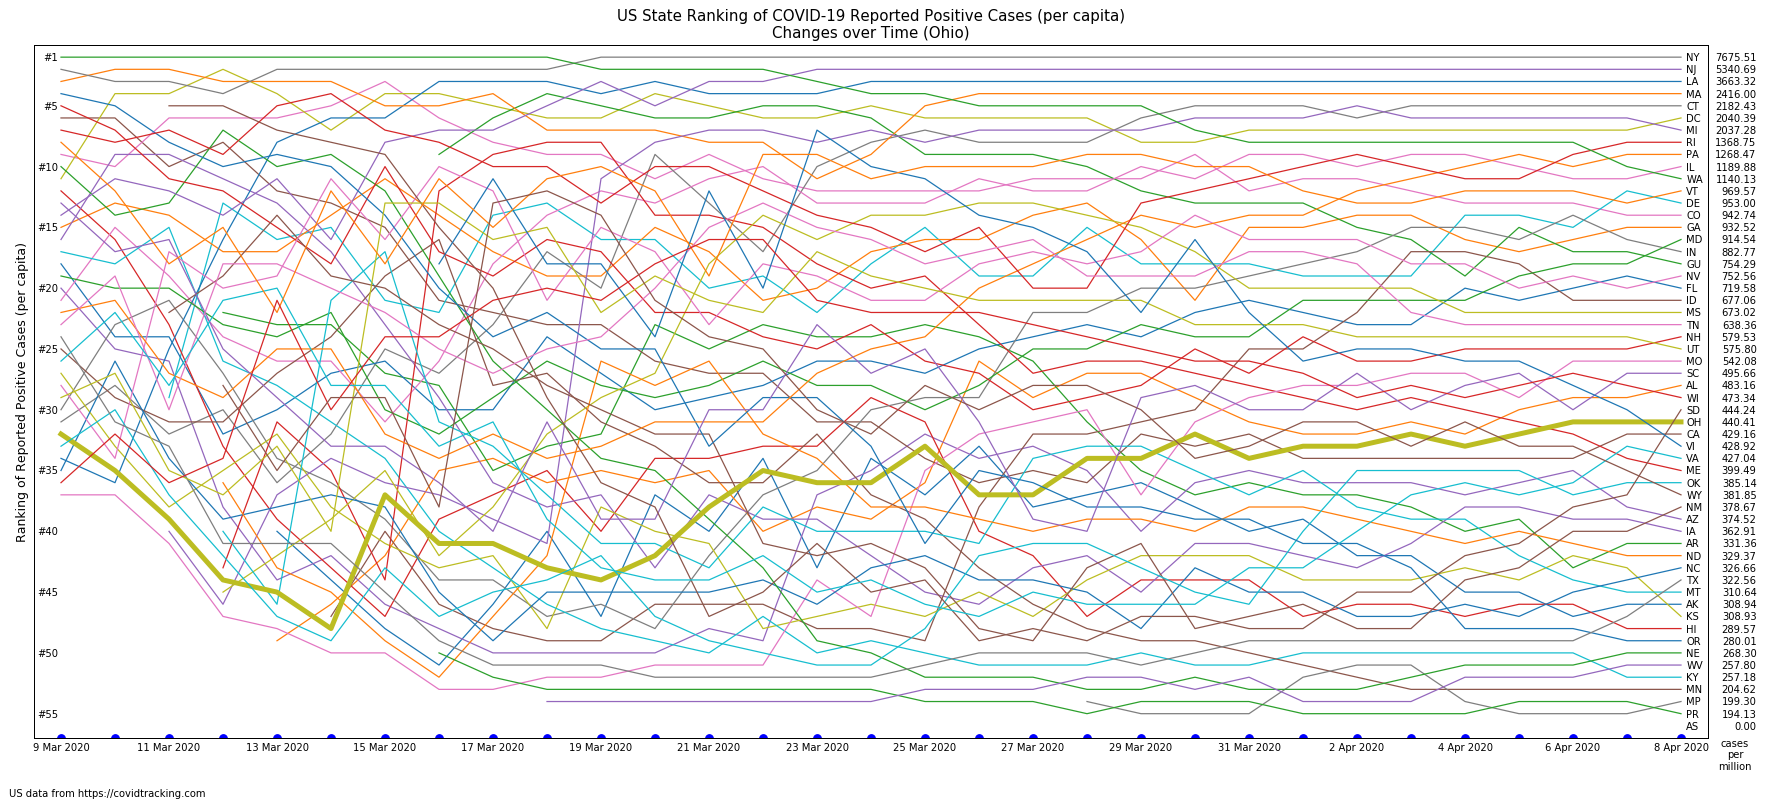 US State Ranking of COVID-19 Reported Positive Cases (per capita)
Changes over Time (Ohio)
Ranking of Reported Positive Cases (per capita)
#1
#5
#10
#15
#20
#25
#30
#35
#40
#45
#50
#55
NY 7675.51
NJ 5340.69
LA 3663.32
MA 2416.00
CT 2182.43
DC 2040.39
MI 2037.28
RI 1368.75
PA 1268.47
IL 1189.88
WA 1140.13
VT 969.57
DE 953.00
CO 942.74
GA 932.52
MD 914.54
IN 882.77
GU 754.29
NV 752.56
FL 719.58
ID 677.06
MS 673.02
TN 638.36
NH 579.53
UT 575.80
MO 542.08
SC 495.66
AL 483.16
WI 473.34
SD 444.24
OH 440.41
CA 429.16
VI 428.92
VA 427.04
ME 399.49
OK 385.14
WY 381.85
NM 378.67
AZ 374.52
IA 362.91
AR 331.36
ND 329.37
NC 326.66
TX 322.56
MT 310.64
AK 308.94
KS 308.93
HI 289.57
OR 280.01
NE 268.30
WV 257.80
KY 257.18
MN 204.62
MP 199.30
PR 194.13
AS 0.00
9 Mar 2020 11 Mar 2020 13 Mar 2020 15 Mar 2020 17 Mar 2020 19 Mar 2020 21 Mar 2020 23 Mar 2020 25 Mar 2020 27 Mar 2020 29 Mar 2020 31 Mar 2020 2 Apr 2020 4 Apr 2020 6 Apr 2020 8 Apr 2020
cases
per
million
US data from https://covidtracking.com